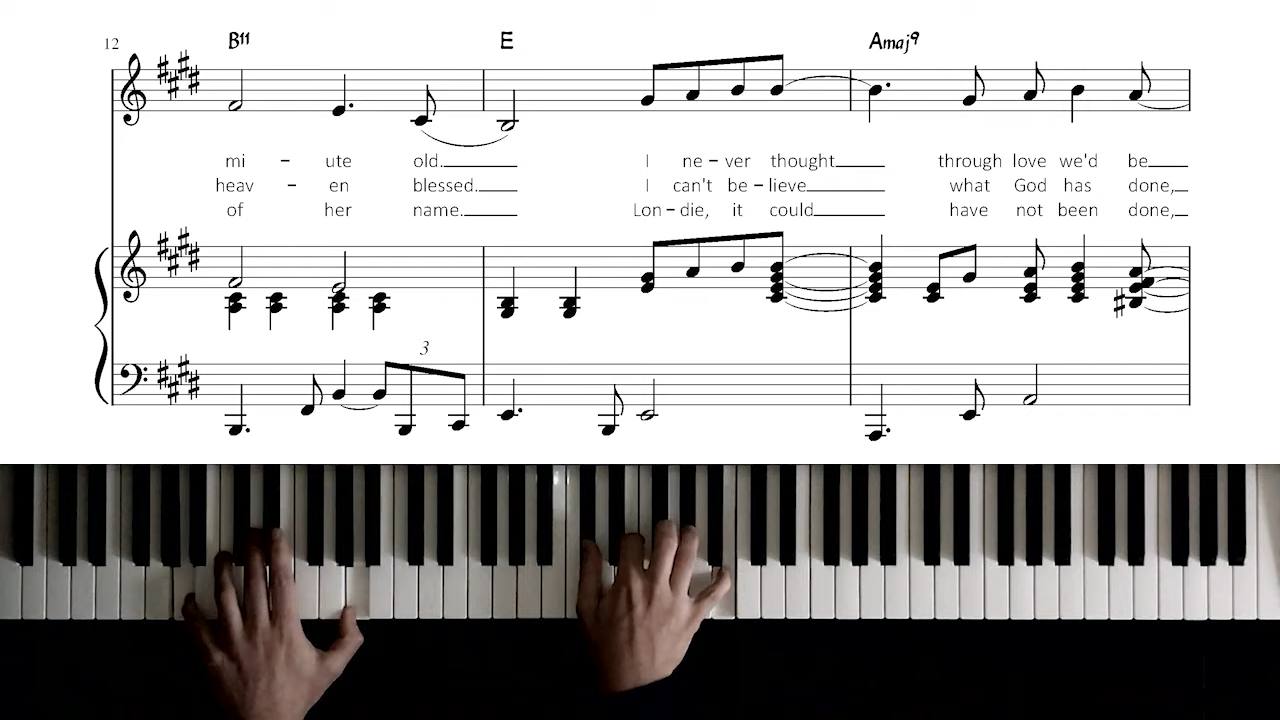 12 B11 E Amaj9
mi – ute old. I ne – ver thought through love we'd be
heav – en blessed. I can't be – lieve what God has done,
of her name. Lon – die, it could have not been done,
3